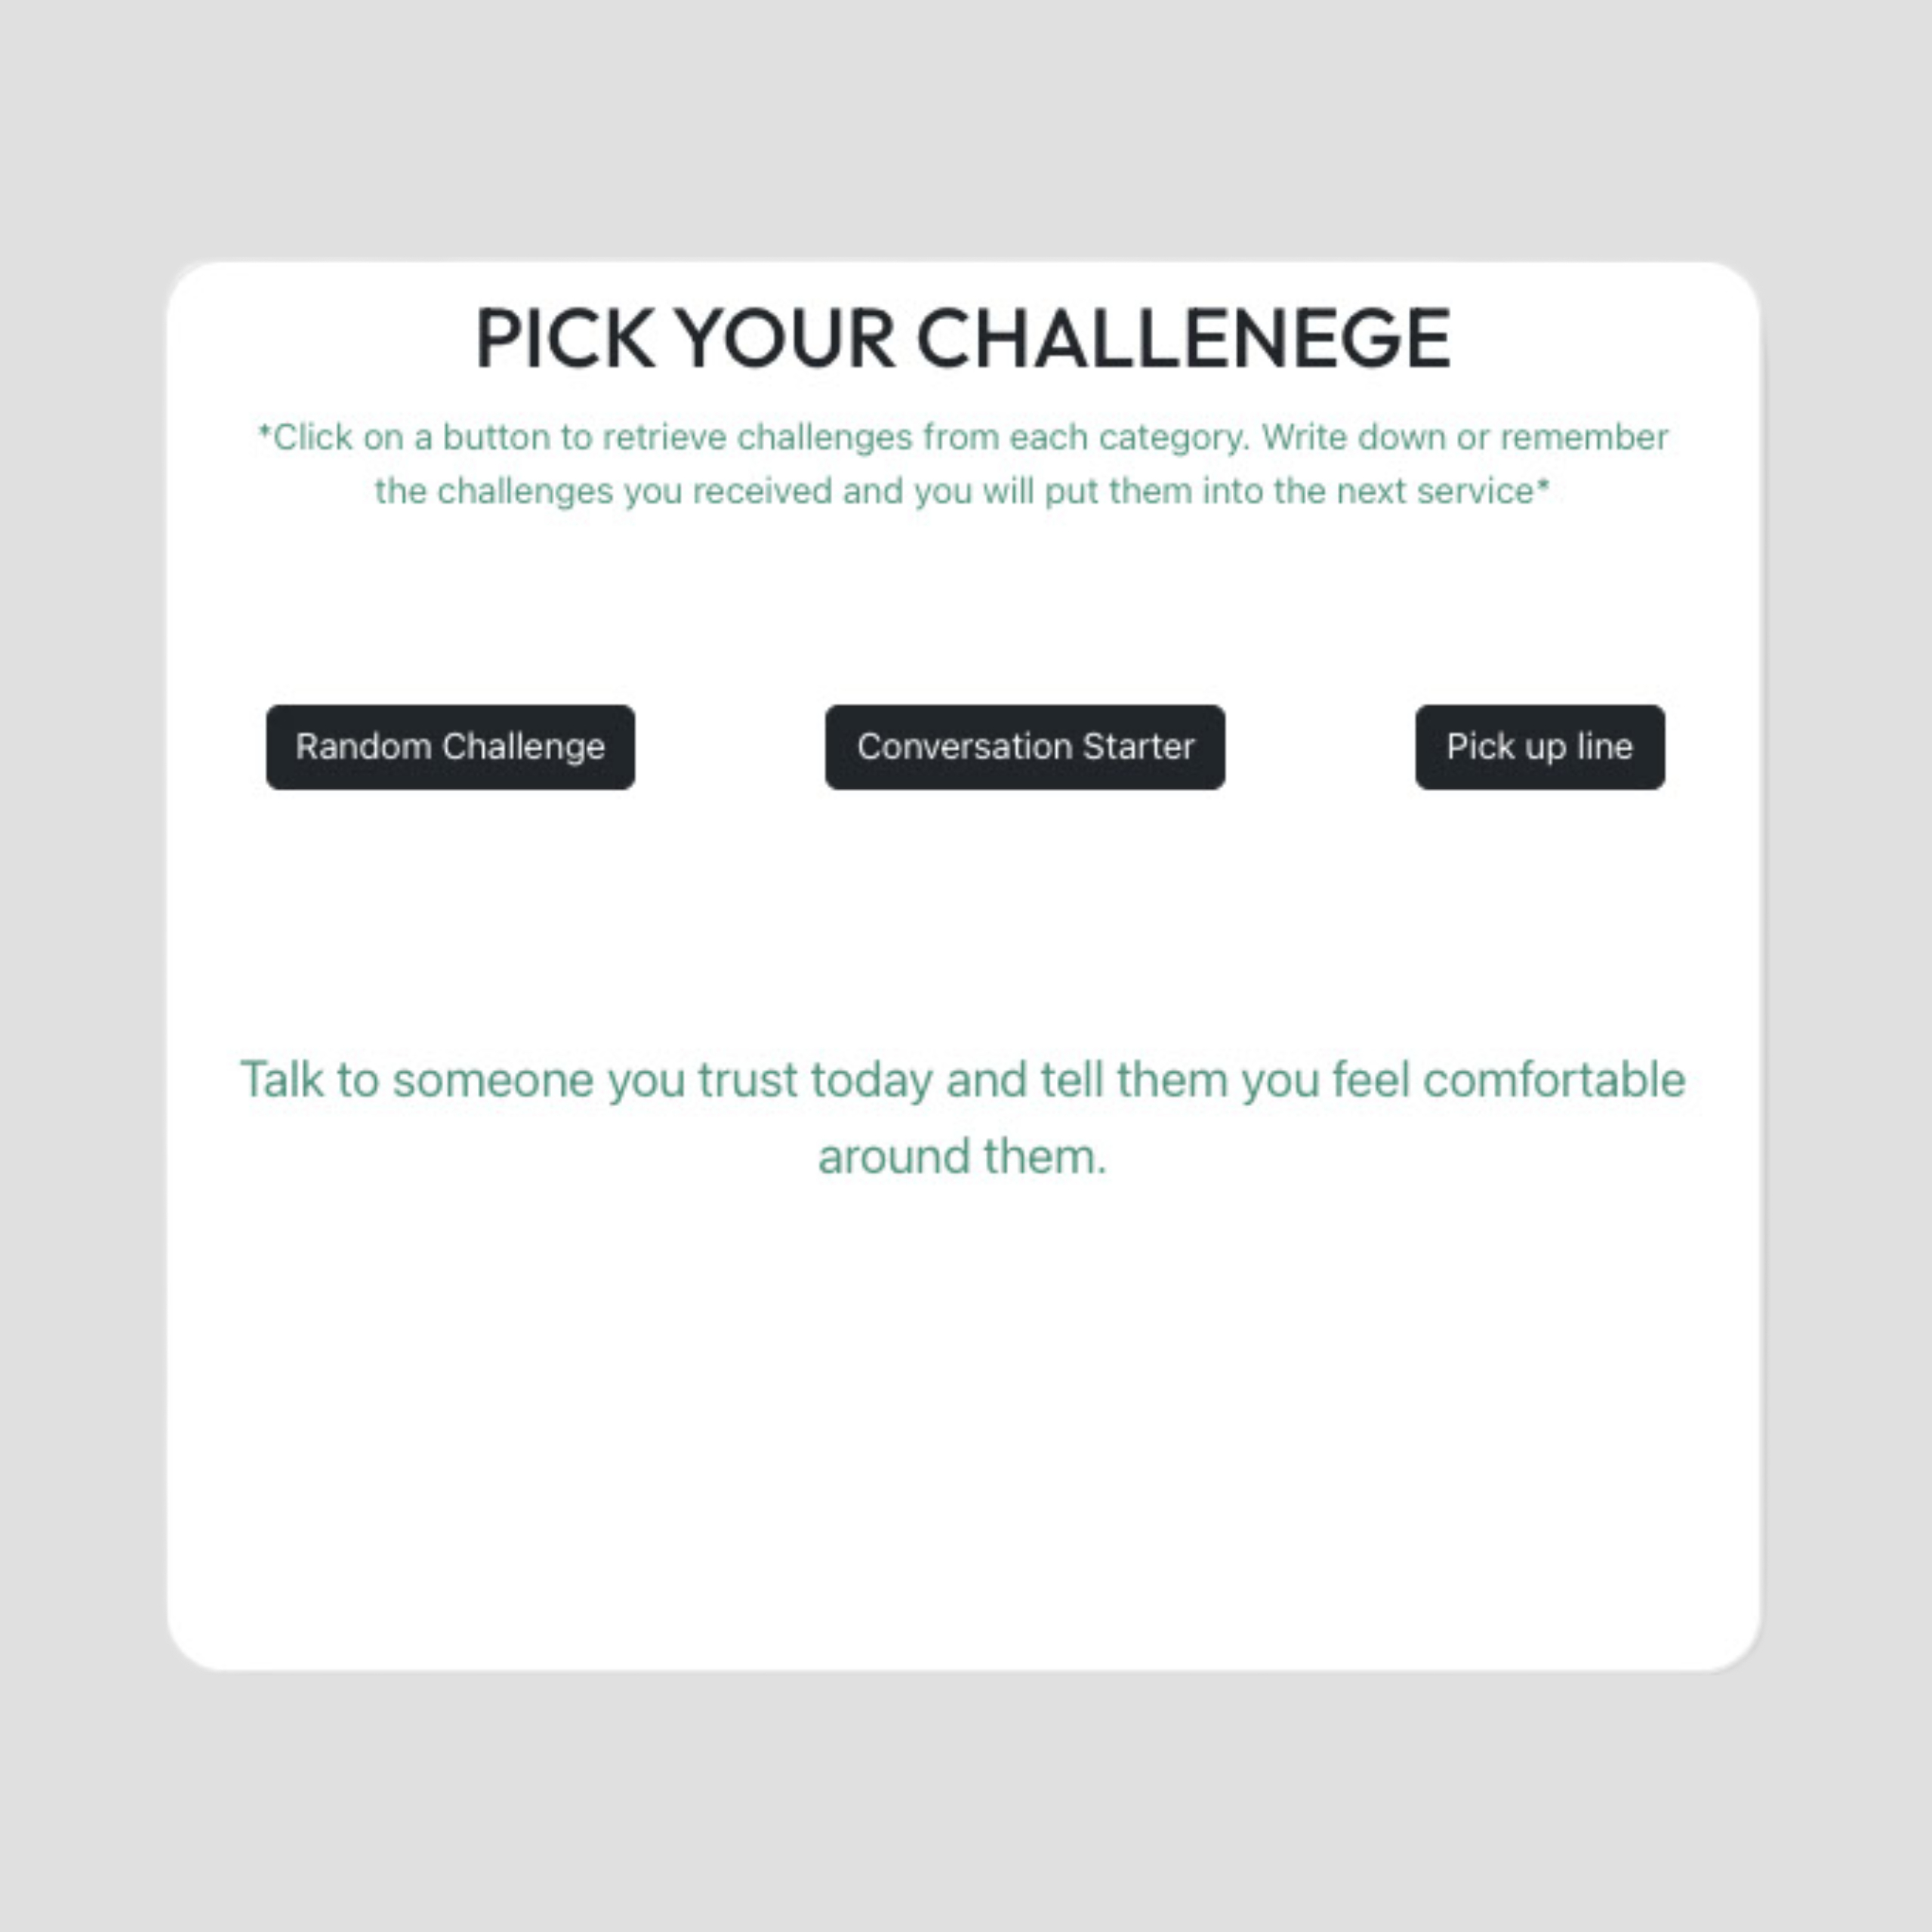 PICK YOUR CHALLENEGE
*Click on a button to retrieve challenges from each category. Write down or remember
the challenges you received and you will put them into the next service*
Random Challenge
Conversation Starter
Pick up line
Talk to someone you trust today and tell them you feel comfortable
around them.